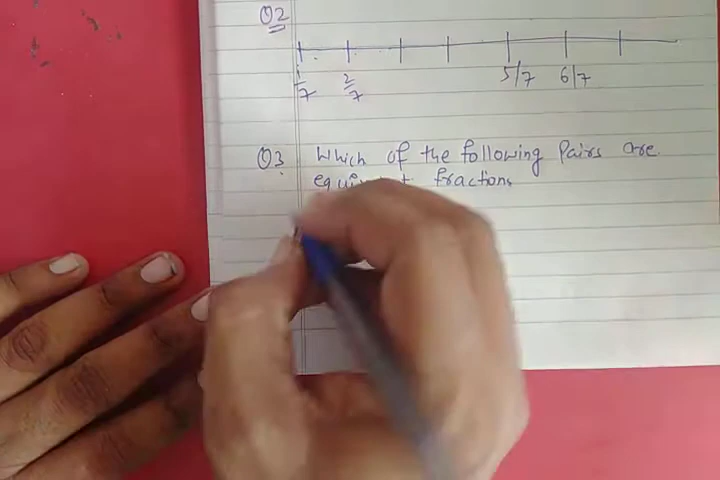 Q2
1/7 2/7 5/7 6/7
Q3 Which of the following Pairs are
fractions